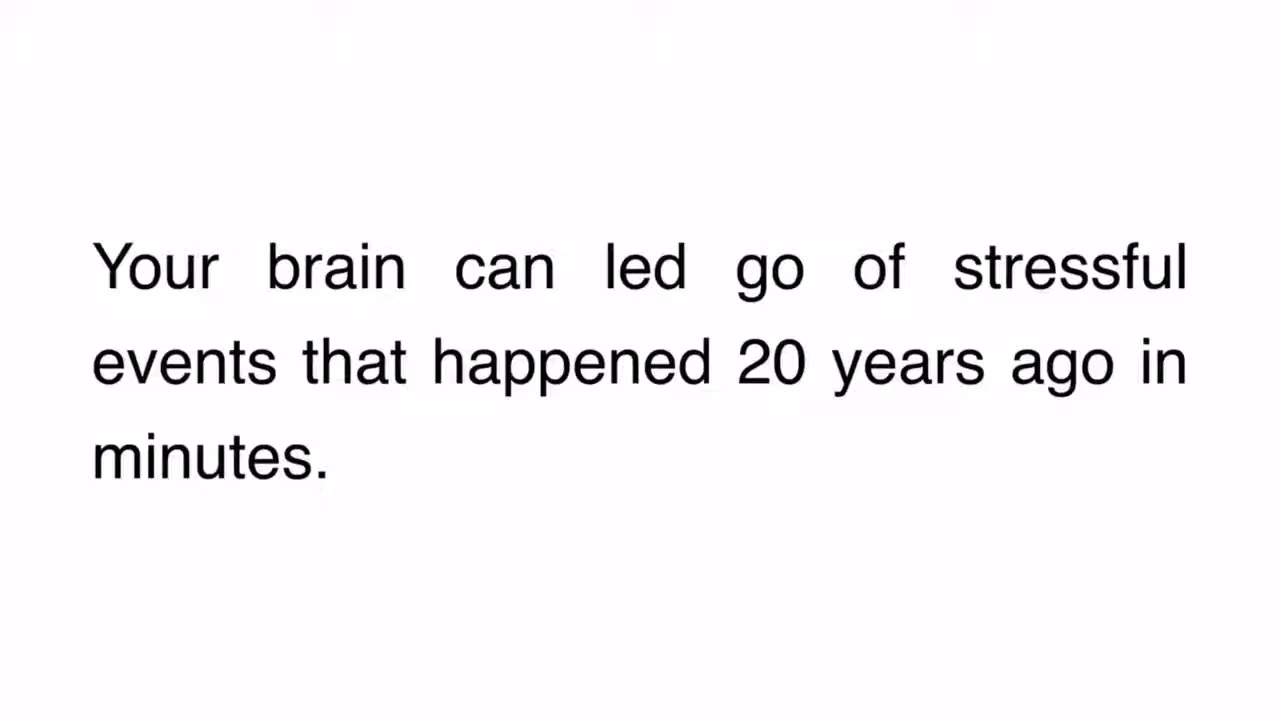 Your brain can led go of stressful
events that happened 20 years ago in
minutes.